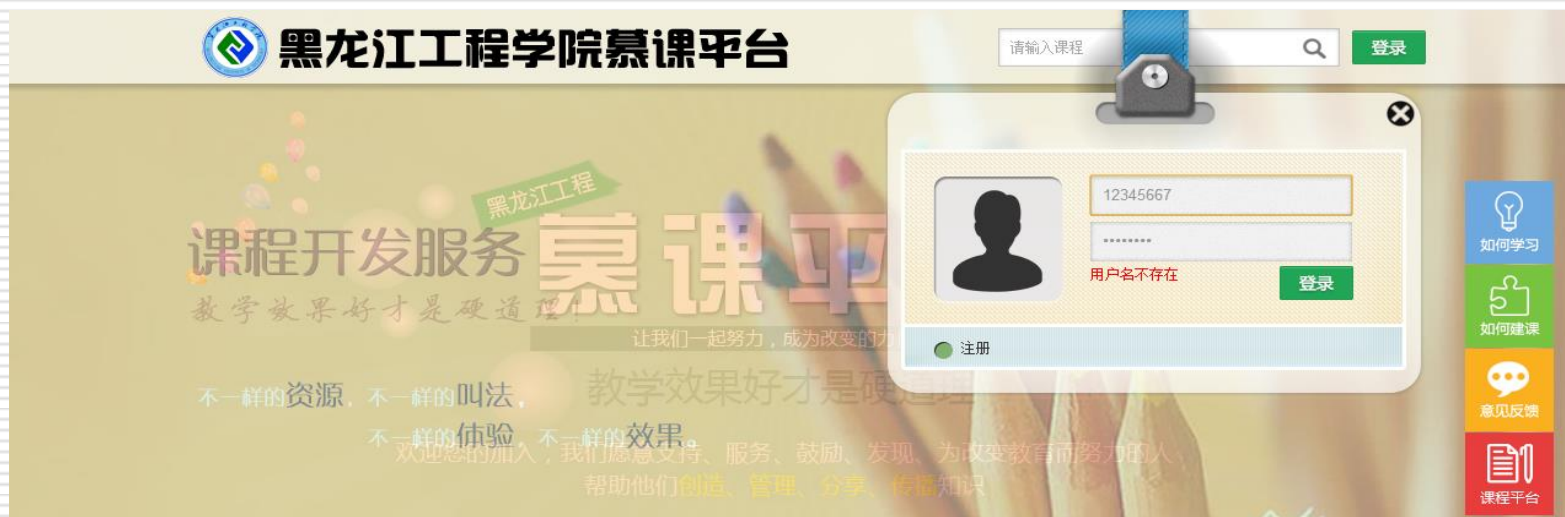 黑龙江工程学院慕课平台
请输入课程
登录
12345667
********
用户名不存在
登录
注册
如何学习
如何建课
意见反馈
课程平台
黑龙江工程
课程开发服务
慕课平
教学效果好才是硬道理!
让我们一起努力，成为改变的力
教学效果好才是硬道理
不一样的资源，不一样的叫法，
不一样的体验，不一样的效果。
欢迎您的加入，我们愿意支持、服务、鼓励、发现、为改变教育而努力的人
帮助他们创造、管理、分享、传播知识